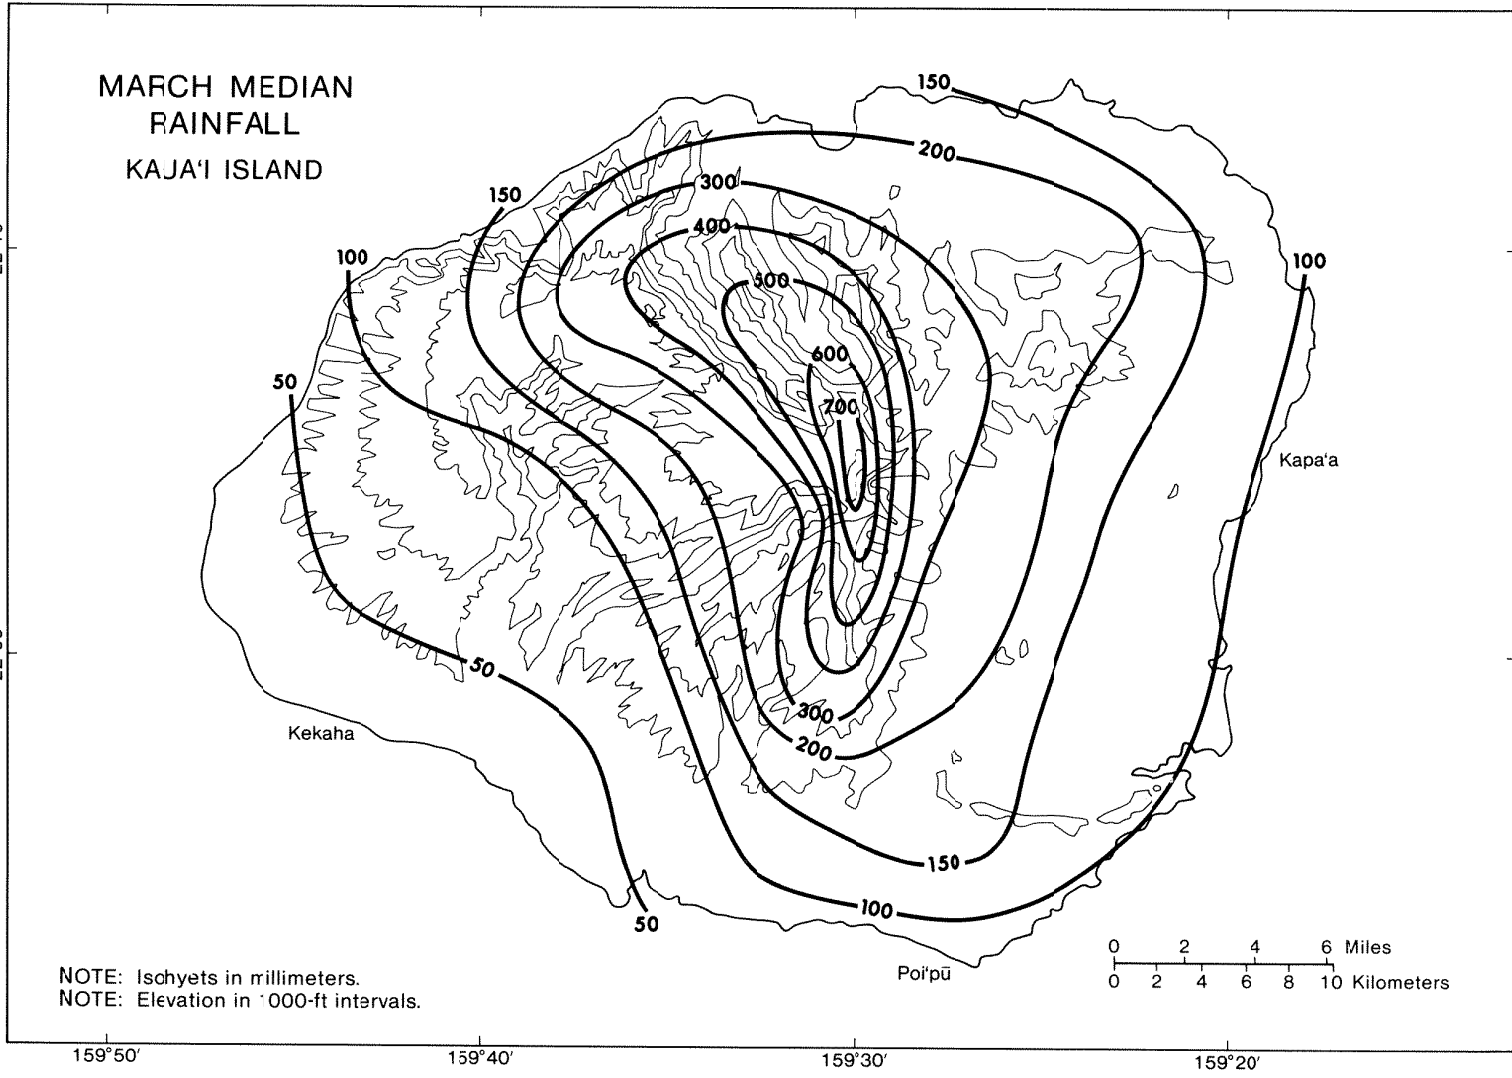 MARCH MEDIAN
RAINFALL
KAJA'I ISLAND
150
200
150
300
400
100
100
500
600
50
700
Kapa'a
50
Kekaha
300
200
150
100
50
Poi'pū
0 2 4 6 Miles
0 2 4 6 8 10 Kilometers
NOTE: Isohyets in millimeters.
NOTE: Elevation in 1000-ft intervals.
159°50' 159°40' 159°30' 159°20'